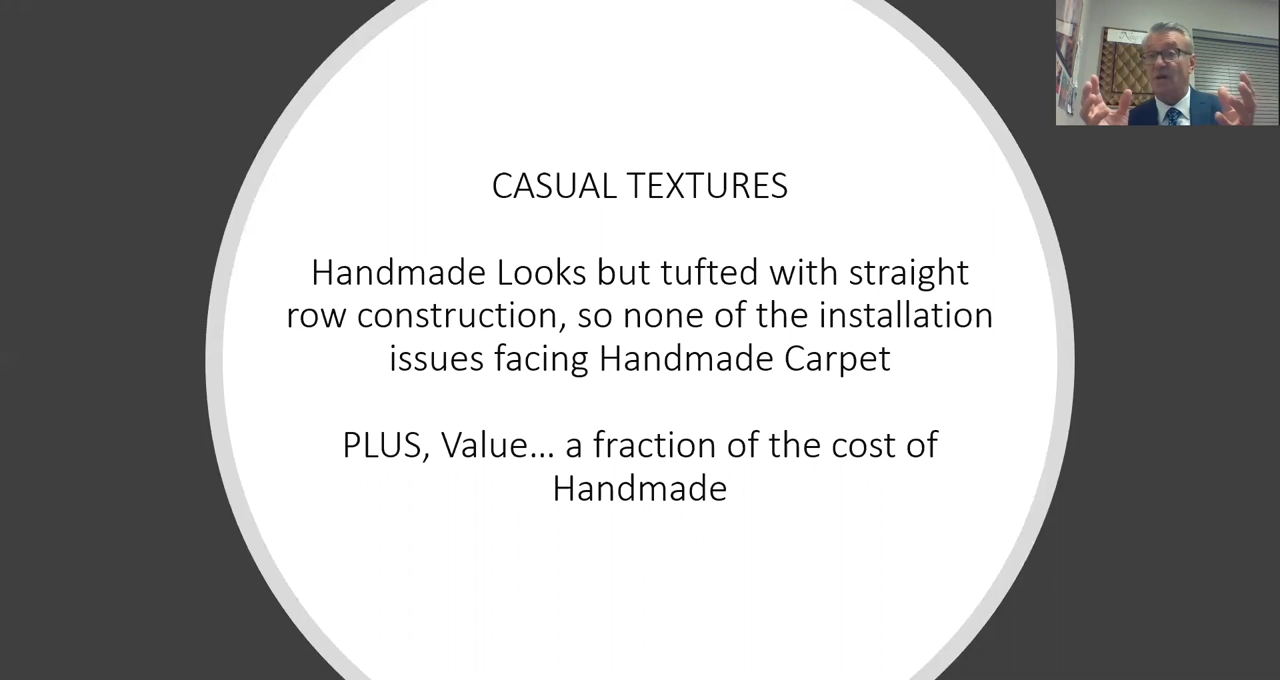 CASUAL TEXTURES
Handmade Looks but tufted with straight
row construction, so none of the installation
issues facing Handmade Carpet
PLUS, Value... a fraction of the cost of
Handmade